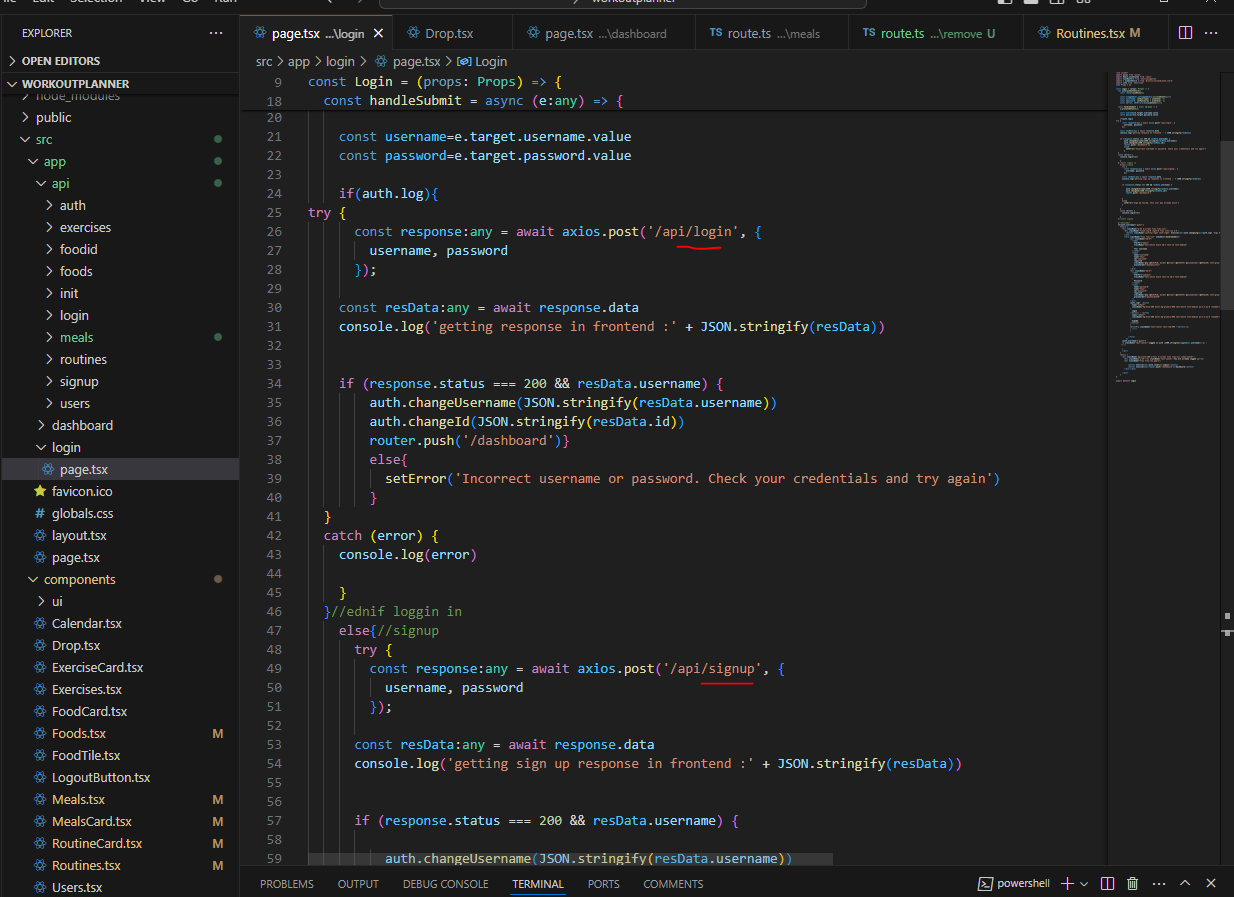 EXPLORER
···
OPEN EDITORS
WORKOUTPLANNER
node_modules
public
src
app
api
auth
exercises
foodid
foods
init
login
meals
routines
signup
users
dashboard
login
page.tsx
favicon.ico
# globals.css
layout.tsx
page.tsx
components
ui
Calendar.tsx
Drop.tsx
ExerciseCard.tsx
Exercises.tsx
FoodCard.tsx
Foods.tsx M
FoodTile.tsx
LogoutButton.tsx
Meals.tsx M
MealsCard.tsx M
RoutineCard.tsx M
Routines.tsx M
Users.tsx
page.tsx ...\login
Drop.tsx
page.tsx ...\dashboard
TS route.ts ...\meals
TS route.ts ...\remove U
Routines.tsx M
src > app > login > page.tsx > Login
9 const Login = (props: Props) => {
18 const handleSubmit = async (e:any) => {
20
21 const username=e.target.username.value
22 const password=e.target.password.value
23
24 if(auth.log){
25 try {
26 const response:any = await axios.post('/api/login', {
27 username, password
28 });
29
30 const resData:any = await response.data
31 console.log('getting response in frontend :' + JSON.stringify(resData))
32
33
34 if (response.status === 200 && resData.username) {
35 auth.changeUsername(JSON.stringify(resData.username))
36 auth.changeId(JSON.stringify(resData.id))
37 router.push('/dashboard')}
38 else{
39 setError('Incorrect username or password. Check your credentials and try again')
40 }
41 }
42 catch (error) {
43 console.log(error)
44
45 }
46 }//ednif loggin in
47 else{//signup
48 try {
49 const response:any = await axios.post('/api/signup', {
50 username, password
51 });
52
53 const resData:any = await response.data
54 console.log('getting sign up response in frontend :' + JSON.stringify(resData))
55
56
57 if (response.status === 200 && resData.username) {
58
59 auth.changeUsername(JSON.stringify(resData.username))
PROBLEMS OUTPUT DEBUG CONSOLE TERMINAL PORTS COMMENTS
powershell